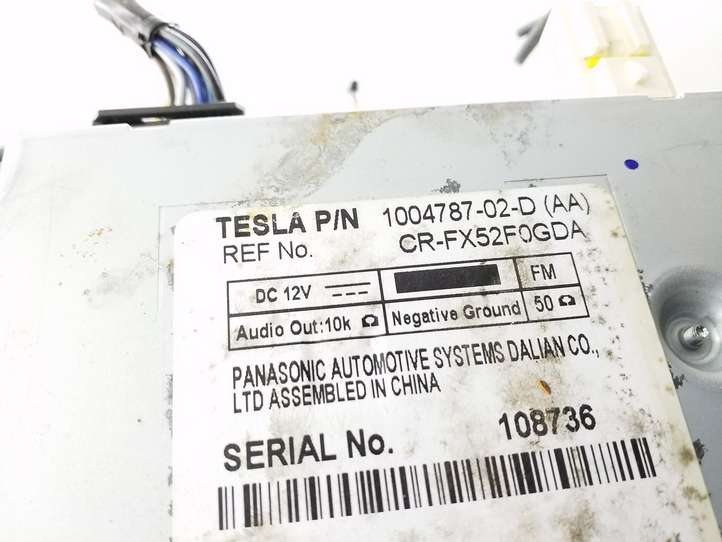 TESLA P/N 1004787-02-D (AA)
REF No. CR-FX52F0GDA
DC 12V FM
Audio Out:10k Ω Negative Ground 50 Ω
PANASONIC AUTOMOTIVE SYSTEMS DALIAN CO.,
LTD ASSEMBLED IN CHINA
SERIAL No. 108736